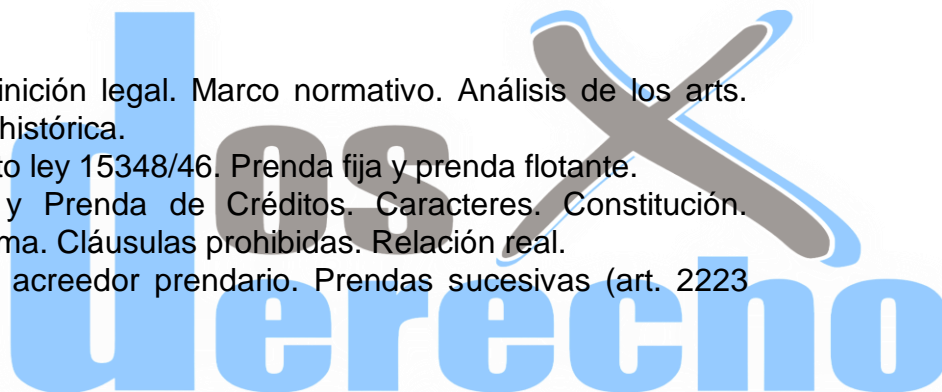 inición legal. Marco normativo. Análisis de los arts.
histórica.
to ley 15348/46. Prenda fija y prenda flotante.
y Prenda de Créditos. Caracteres. Constitución.
ma. Cláusulas prohibidas. Relación real.
acreedor prendario. Prendas sucesivas (art. 2223
dos X
derecho